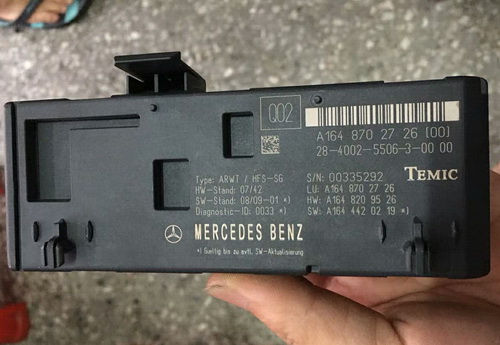 Q02
A164 870 27 26 [00]
28-4002-5506-3-00 00
Type: ARWT / HFS-SG
HW-Stand: 07/42
SW-Stand: 08/09-01 *)
Diagnostic-ID: 0033 *)
S/N: 00335292
LU: A164 870 27 26
HW: A164 820 95 26
SW: A164 442 02 19 *)
TEMIC
MERCEDES BENZ
*) Gueltig bis zu evtl. SW-Aktualisierung